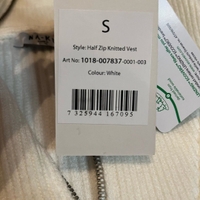 S
Style: Half Zip Knitted Vest
Art No: 1018-007837-0001-003
Colour: White
7 325944 167095